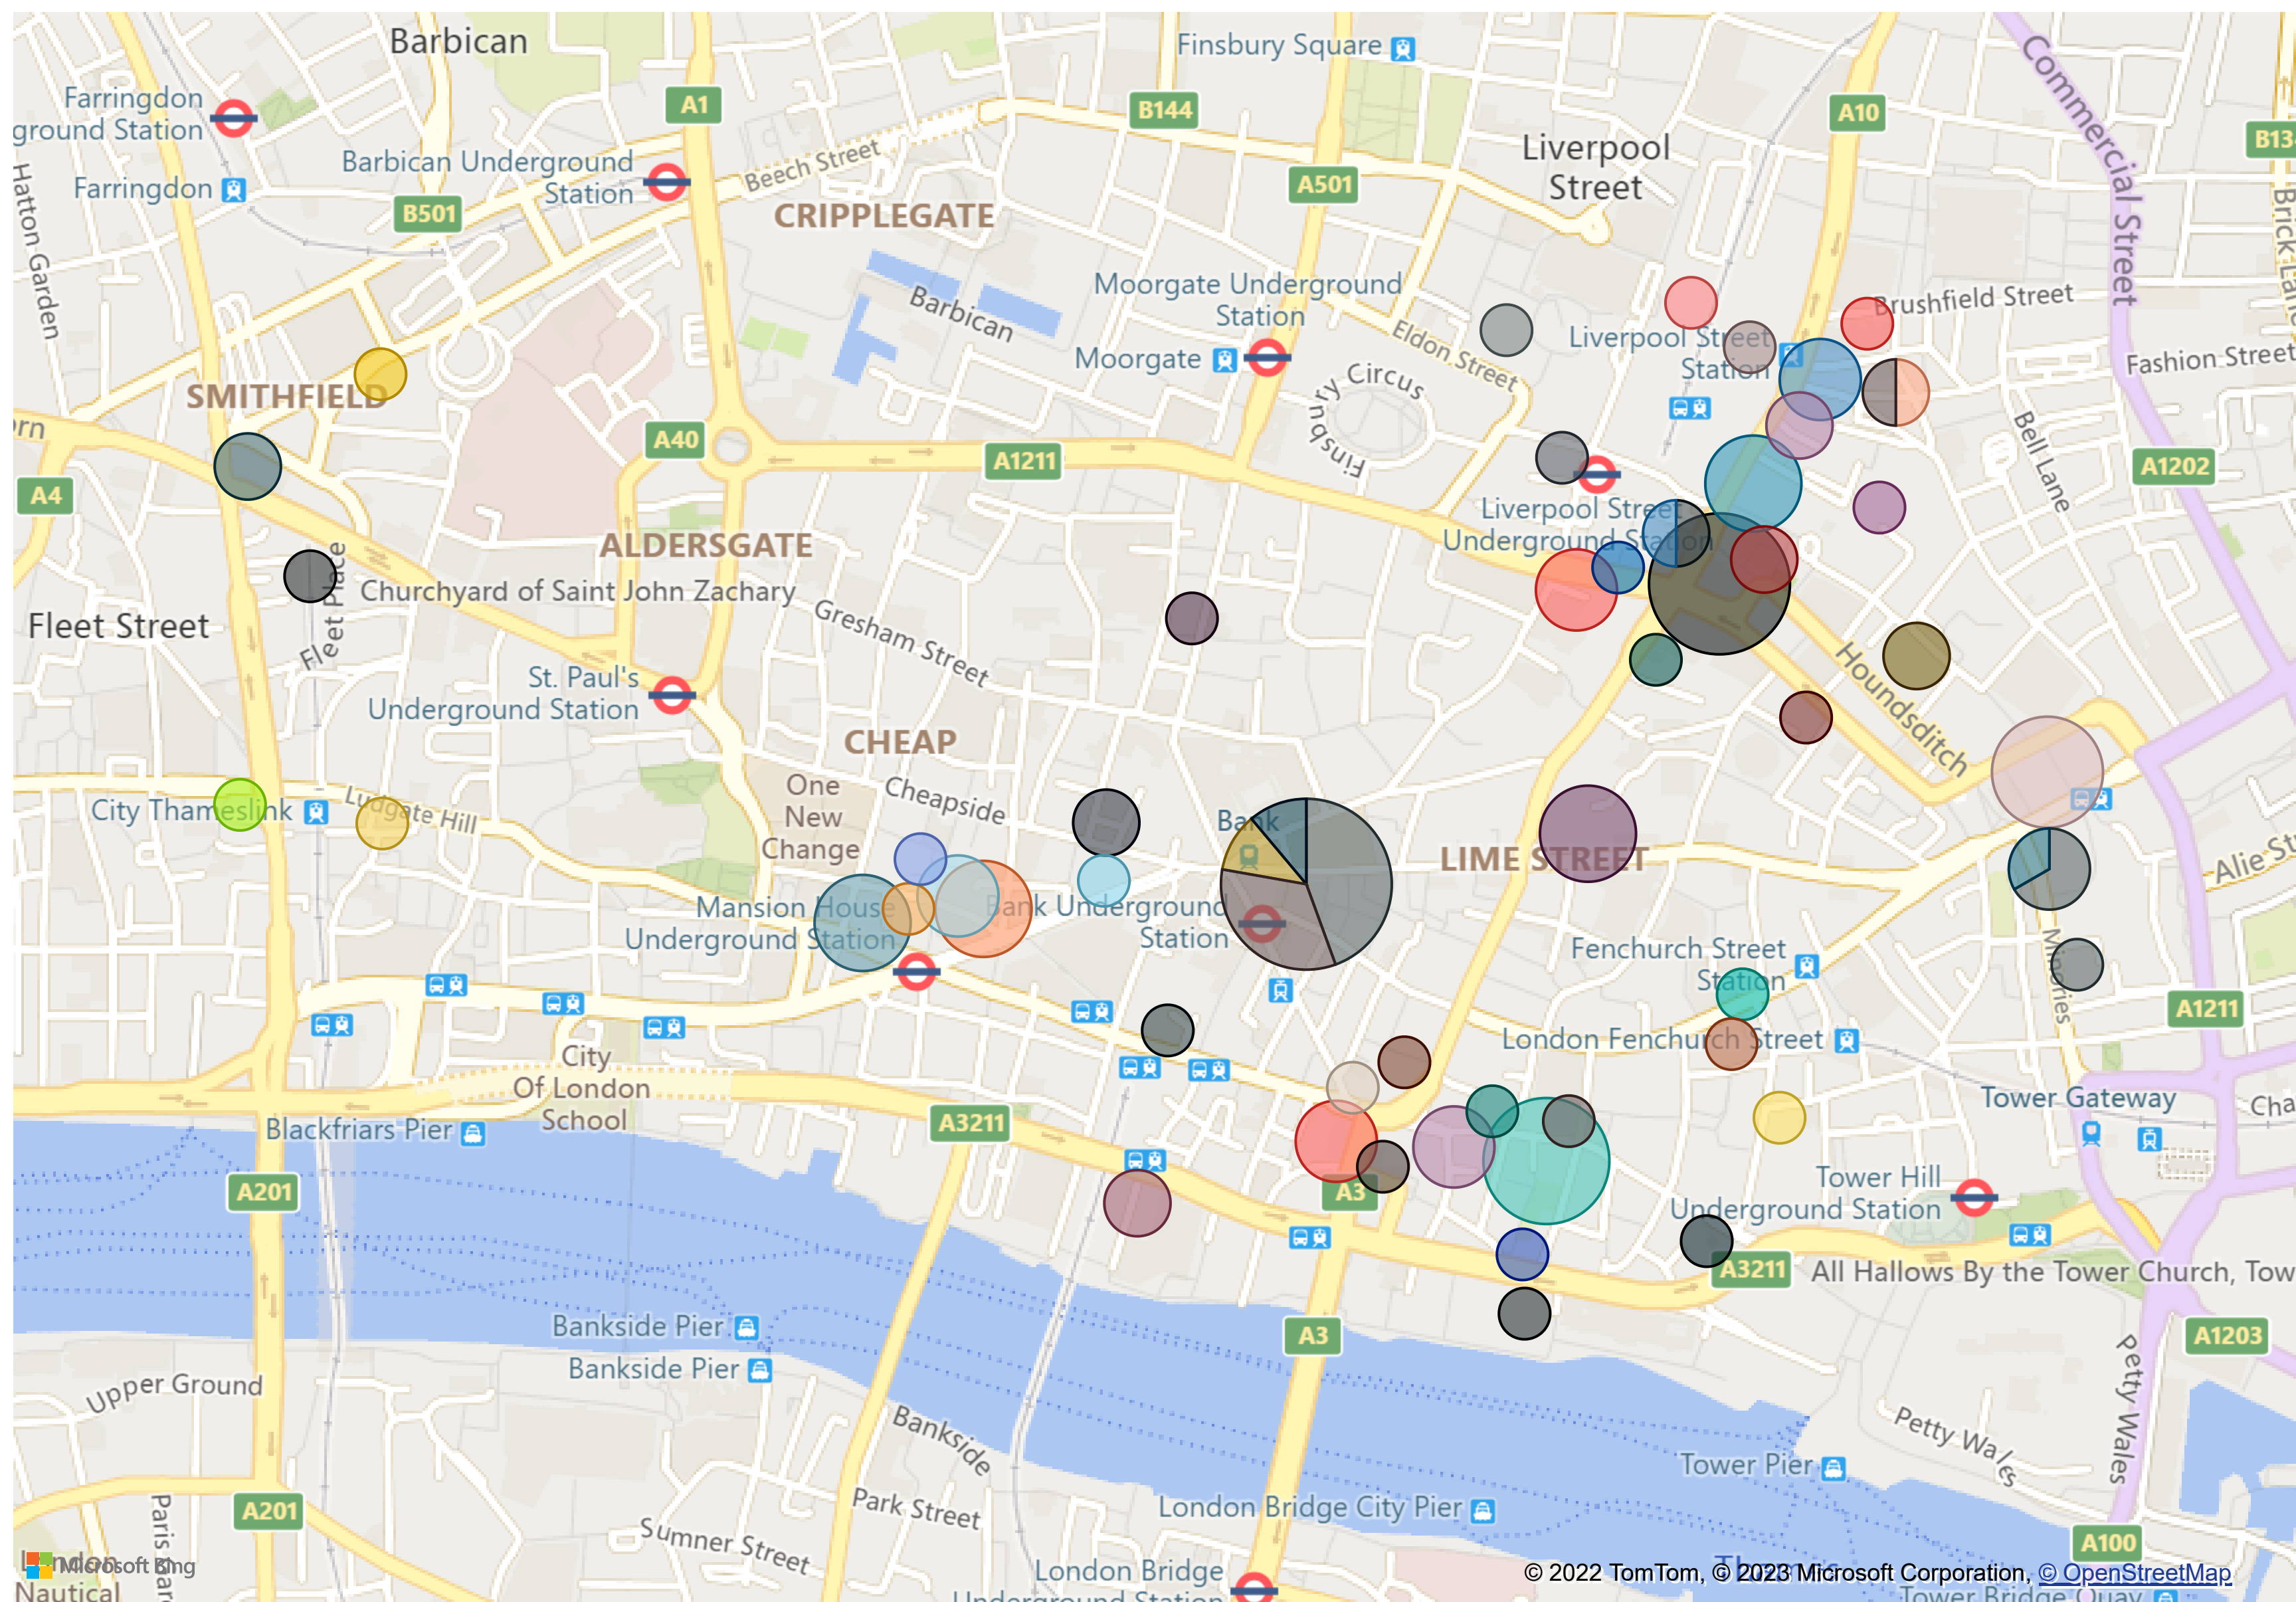 Barbican
Finsbury Square
Commercial Street
Farringdon
ground Station
A1
B144
A10
Barbican Underground
Station
Beech Street
Liverpool
Street
Farringdon
A501
B501
CRIPPLEGATE
Hatton Garden
Moorgate Underground
Station
Barbican
Brushfield Street
Eldon Street
Liverpool Street
Station
Moorgate
Fashion Street
SMITHFIELD
Finsbury Circus
A40
A1211
Bell Lane
A1202
A4
Liverpool Street
Underground Station
ALDERSGATE
Churchyard of Saint John Zachary
Fleet Place
Fleet Street
Gresham Street
St. Paul's
Underground Station
Houndsditch
CHEAP
One
New
Change
Cheapside
City Thameslink
Ludgate Hill
Bank
LIME STREET
Alie St
Mansion House
Underground Station
Bank Underground
Station
Fenchurch Street
Station
Minories
A1211
London Fenchurch Street
City
Of London
School
Tower Gateway
Cha
Blackfriars Pier
A3211
A201
A3
Tower Hill
Underground Station
A3211
All Hallows By the Tower Church, Tow
Bankside Pier
Bankside Pier
A3
A1203
Upper Ground
Petty Wales
Bankside
Petty Wales
Tower Pier
Park Street
London Bridge City Pier
A201
Sumner Street
A100
Microsoft Bing
London
Nautical
London Bridge
© 2022 TomTom, © 2023 Microsoft Corporation, © OpenStreetMap
Tower Bridge Quay